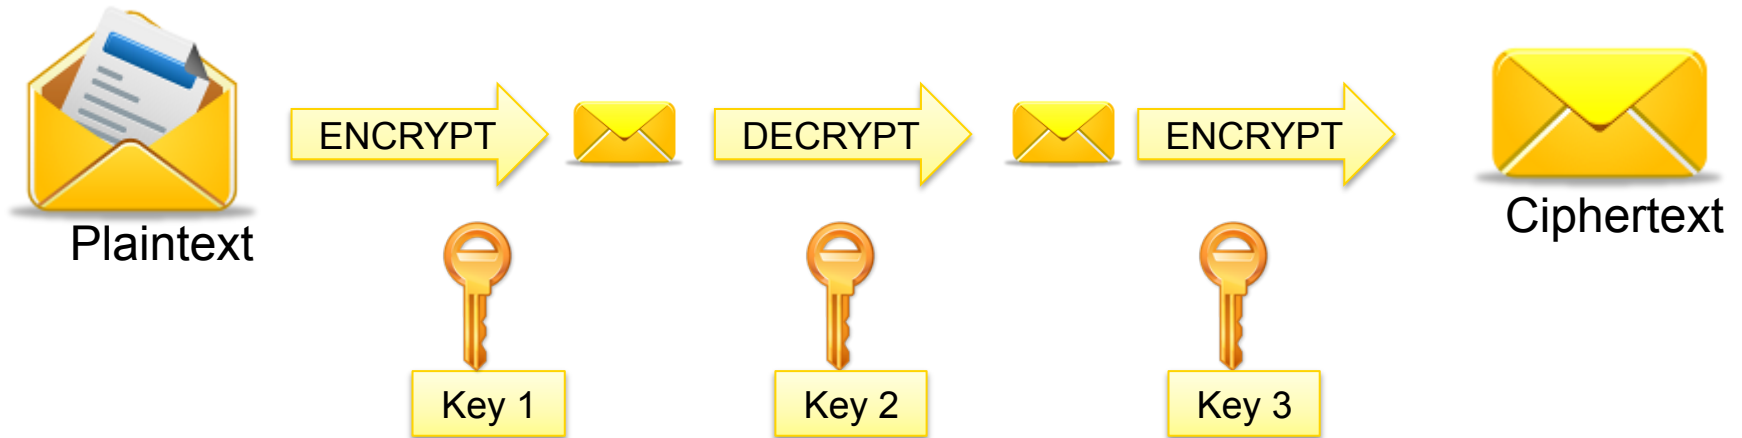 ENCRYPT
DECRYPT
ENCRYPT
Plaintext
Ciphertext
Key 1
Key 2
Key 3